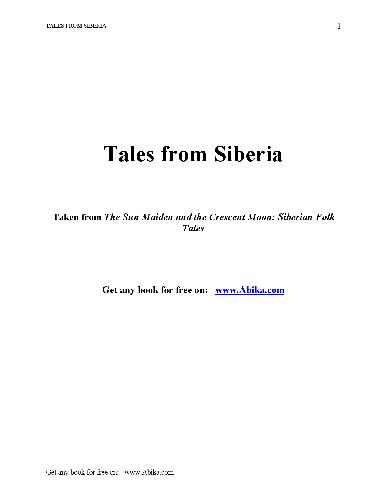 TALES FROM SIBERIA 1
Tales from Siberia
Taken from The Sun Maiden and the Crescent Moon: Siberian Folk
Tales
Get any book for free on: www.Abika.com
Get any book for free on: www.Abika.com